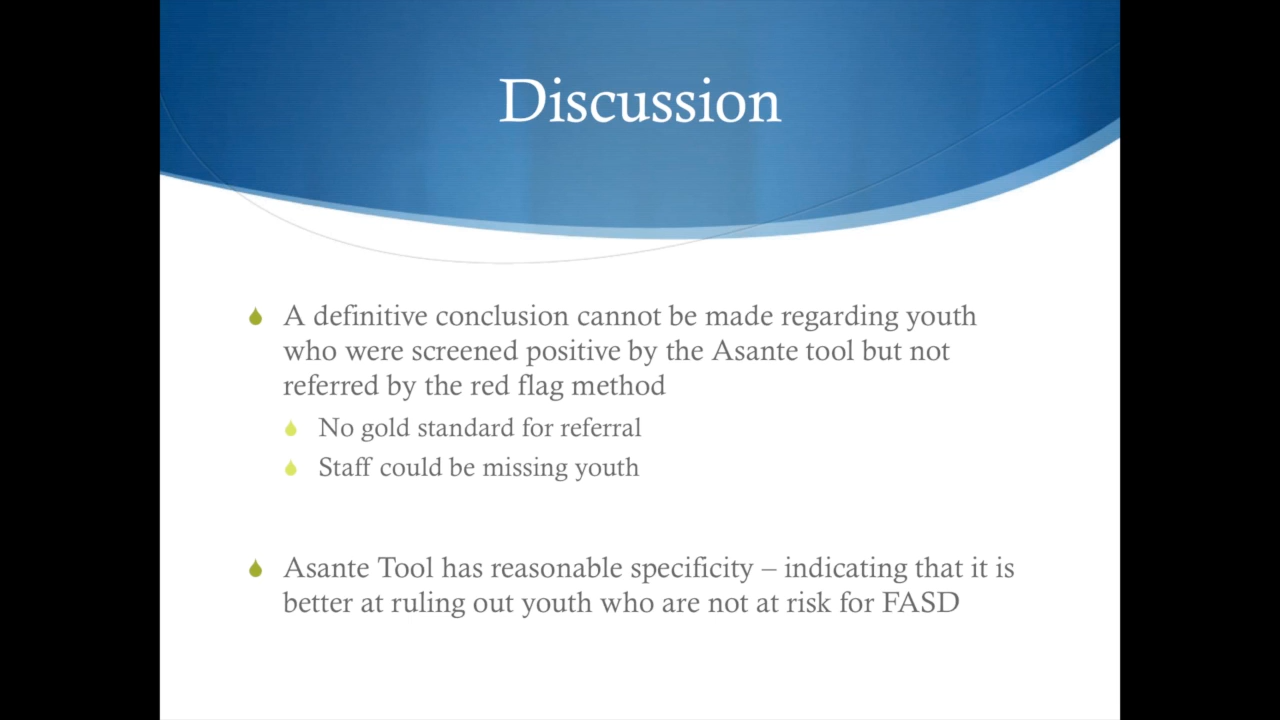 Discussion
A definitive conclusion cannot be made regarding youth
who were screened positive by the Asante tool but not
referred by the red flag method
No gold standard for referral
Staff could be missing youth
Asante Tool has reasonable specificity – indicating that it is
better at ruling out youth who are not at risk for FASD